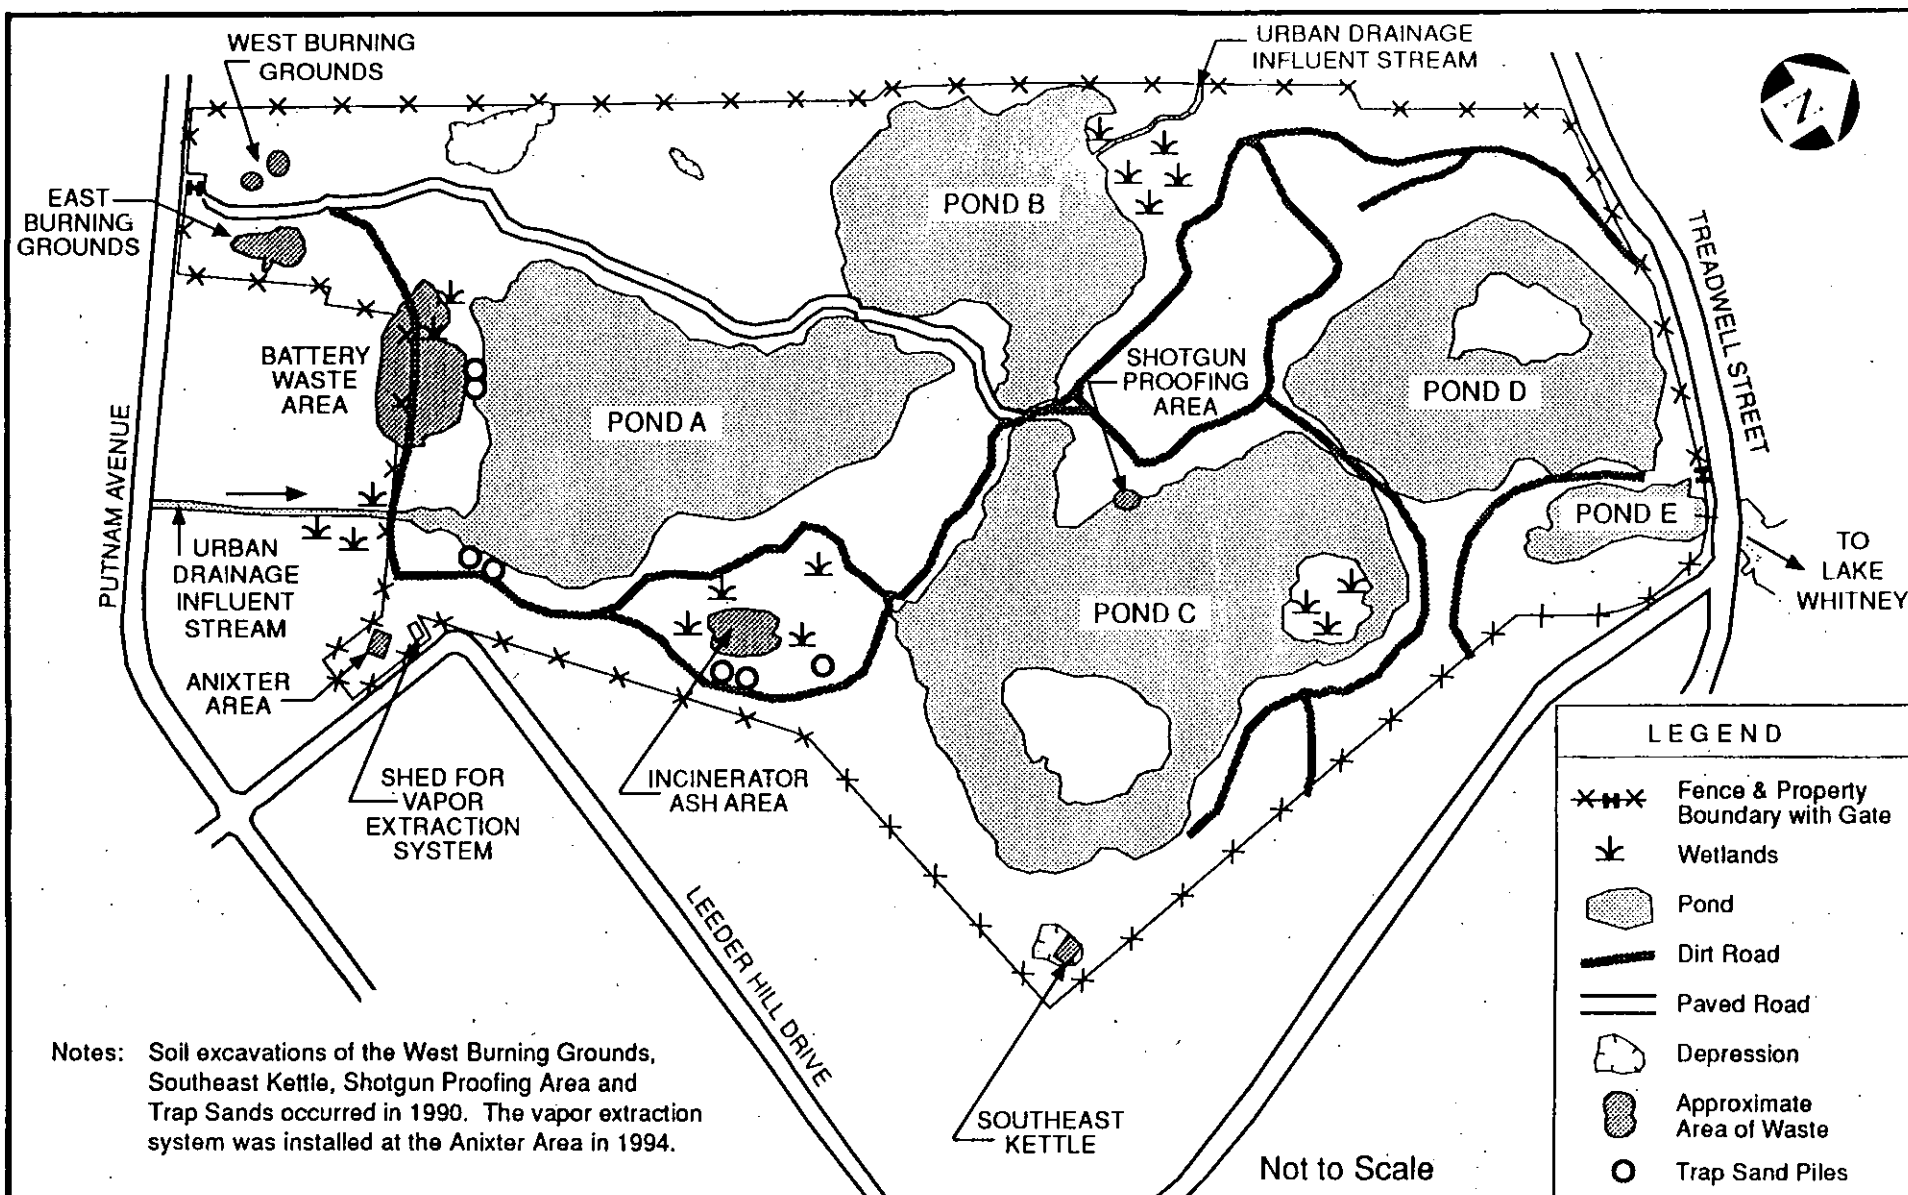 WEST BURNING
GROUNDS
URBAN DRAINAGE
INFLUENT STREAM
N
EAST
BURNING
GROUNDS
POND B
TREADWELL STREET
BATTERY
WASTE
AREA
SHOTGUN
PROOFING
AREA
POND D
POND A
PUTNAM AVENUE
POND E
URBAN
DRAINAGE
INFLUENT
STREAM
TO
LAKE
WHITNEY
POND C
ANIXTER
AREA
SHED FOR
VAPOR
EXTRACTION
SYSTEM
INCINERATOR
ASH AREA
LEEDER HILL DRIVE
SOUTHEAST
KETTLE
Notes: Soil excavations of the West Burning Grounds,
Southeast Kettle, Shotgun Proofing Area and
Trap Sands occurred in 1990. The vapor extraction
system was installed at the Anixter Area in 1994.
Not to Scale
LEGEND
Fence & Property
Boundary with Gate
Wetlands
Pond
Dirt Road
Paved Road
Depression
Approximate
Area of Waste
Trap Sand Piles